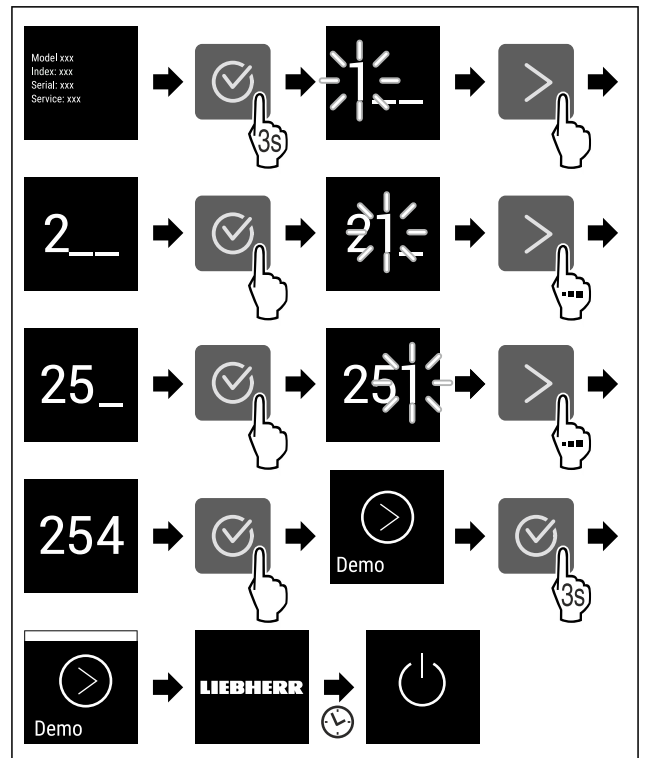 Model xxx
Index: xxx
Serial: xxx
Service: xxx
3s
1__
2__
21_
25_
251
254
Demo
3s
Demo
LIEBHERR